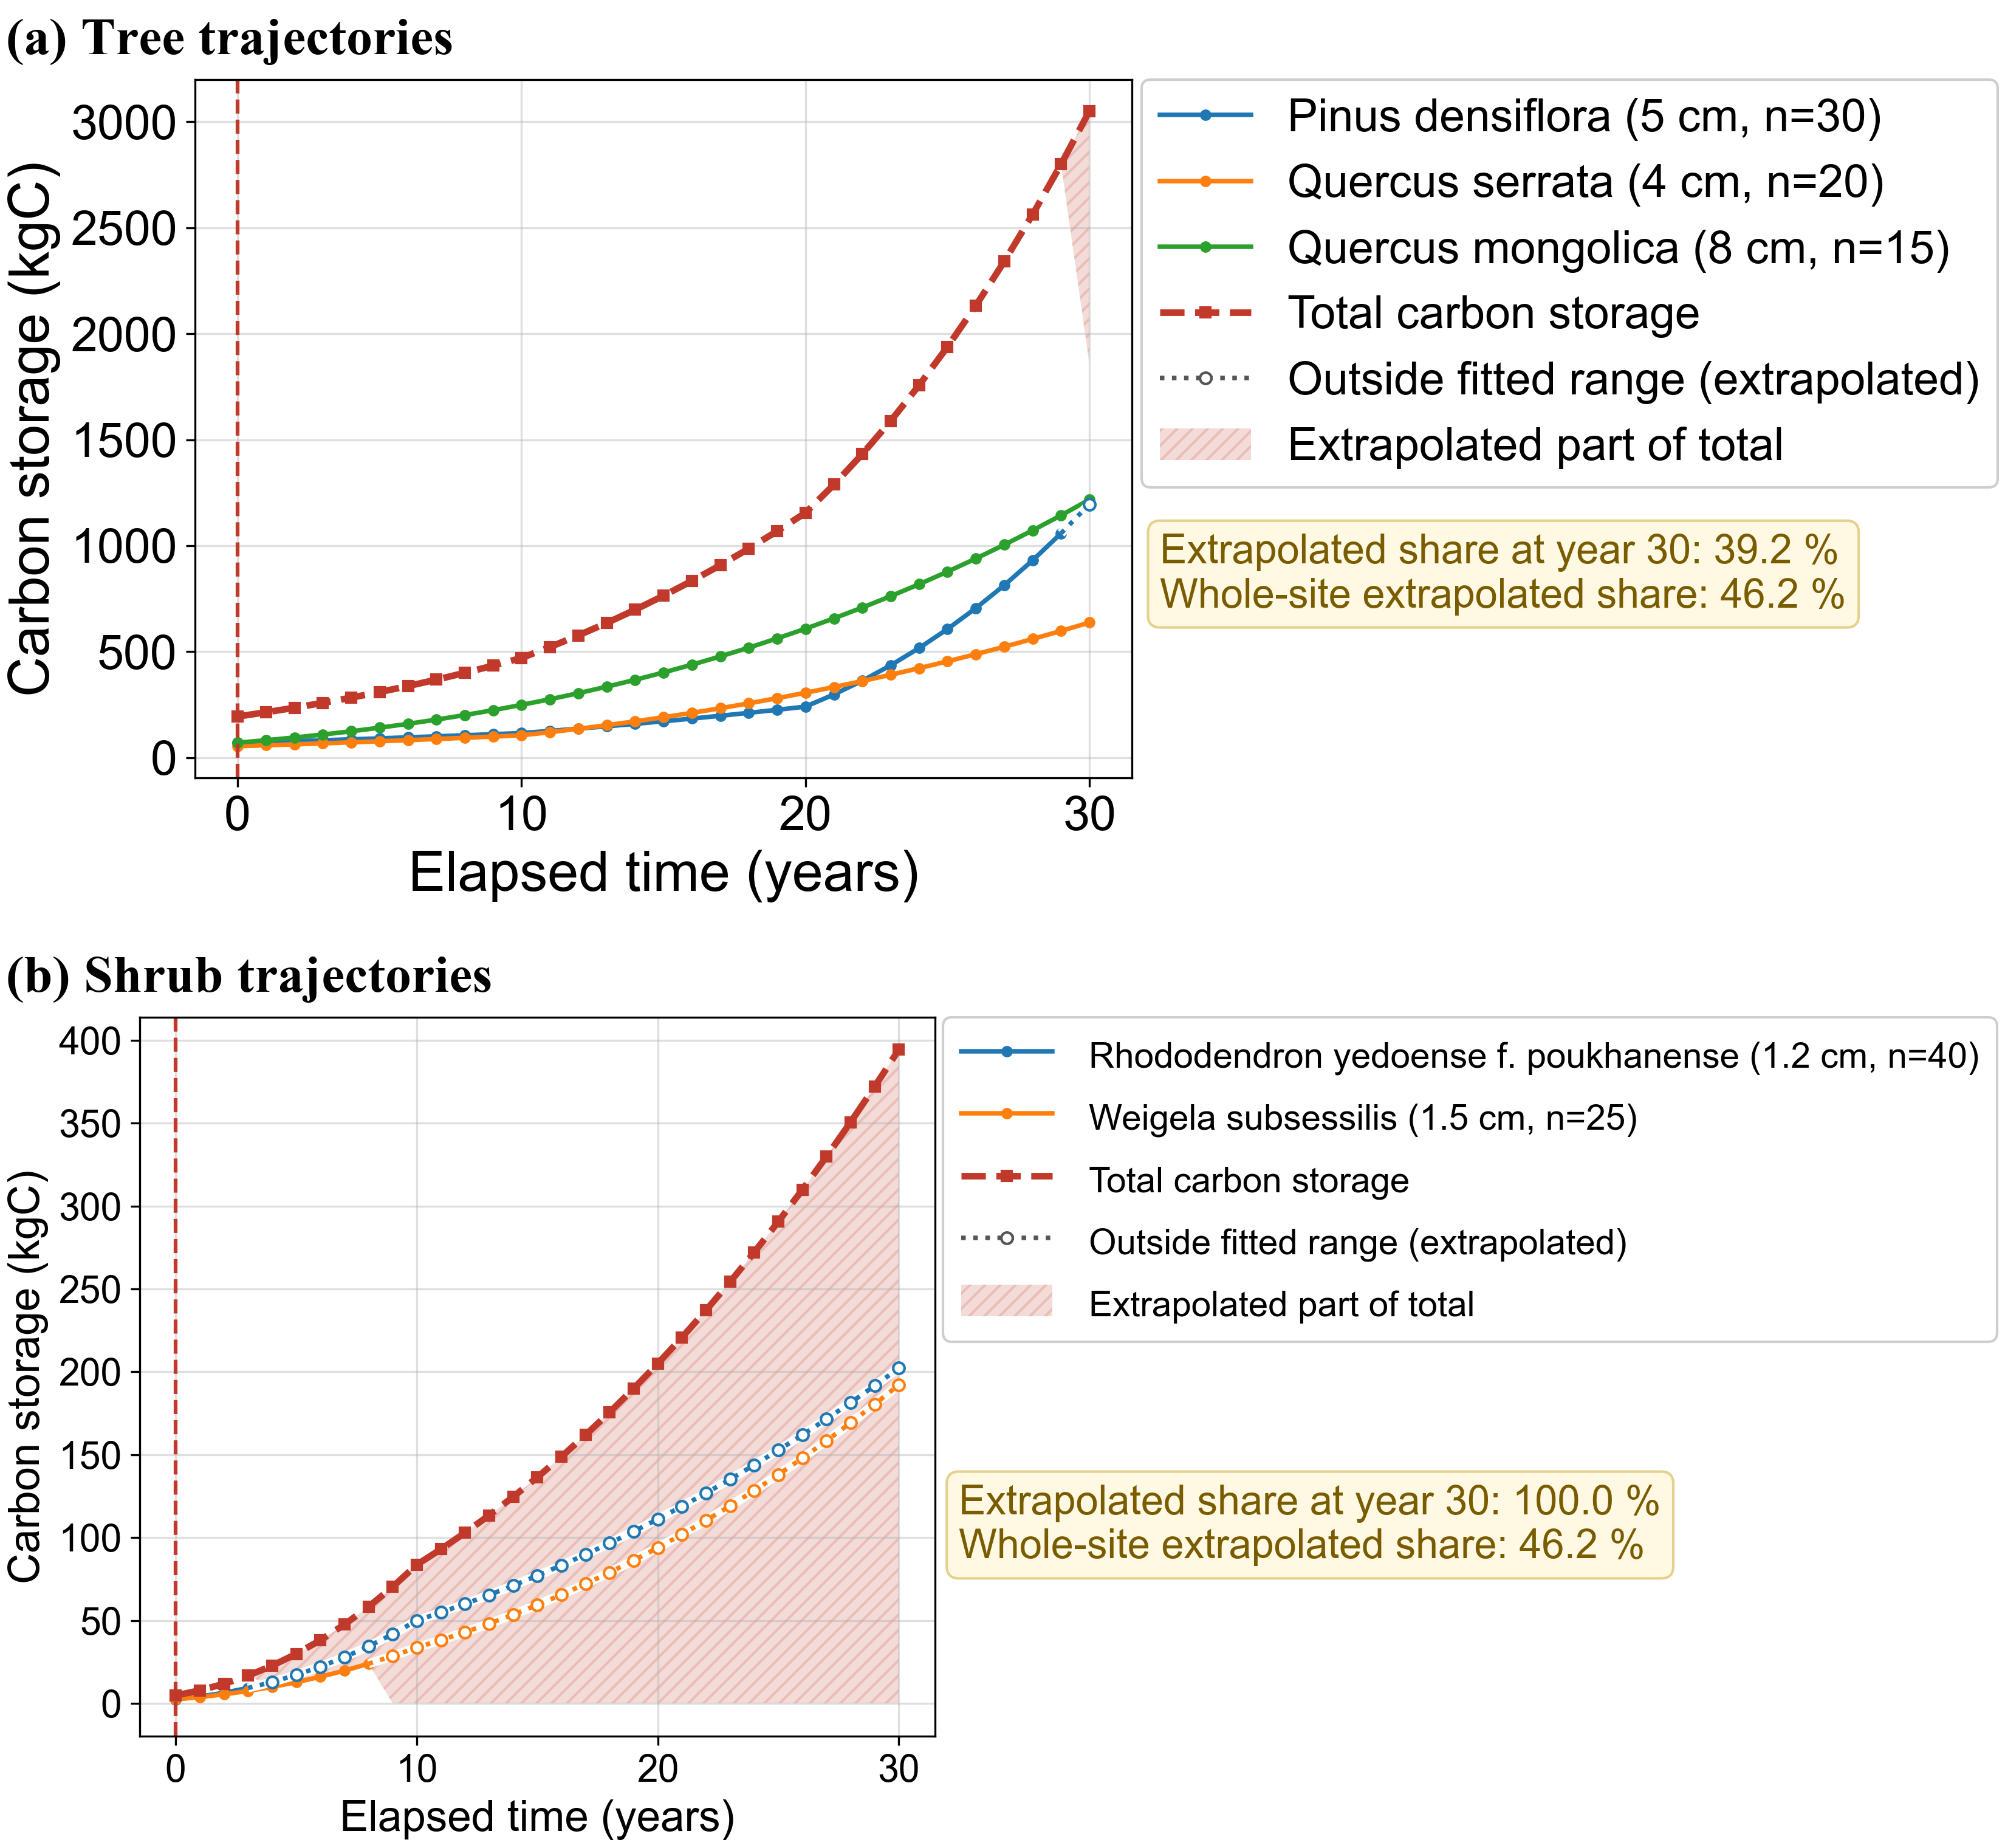 (a) Tree trajectories
Carbon storage (kgC)
3000
2500
2000
1500
1000
500
0
0 10 20 30
Elapsed time (years)
Pinus densiflora (5 cm, n=30)
Quercus serrata (4 cm, n=20)
Quercus mongolica (8 cm, n=15)
Total carbon storage
Outside fitted range (extrapolated)
Extrapolated part of total
Extrapolated share at year 30: 39.2 %
Whole-site extrapolated share: 46.2 %
(b) Shrub trajectories
Carbon storage (kgC)
400
350
300
250
200
150
100
50
0
0 10 20 30
Elapsed time (years)
Rhododendron yedoense f. poukhanense (1.2 cm, n=40)
Weigela subsessilis (1.5 cm, n=25)
Total carbon storage
Outside fitted range (extrapolated)
Extrapolated part of total
Extrapolated share at year 30: 100.0 %
Whole-site extrapolated share: 46.2 %